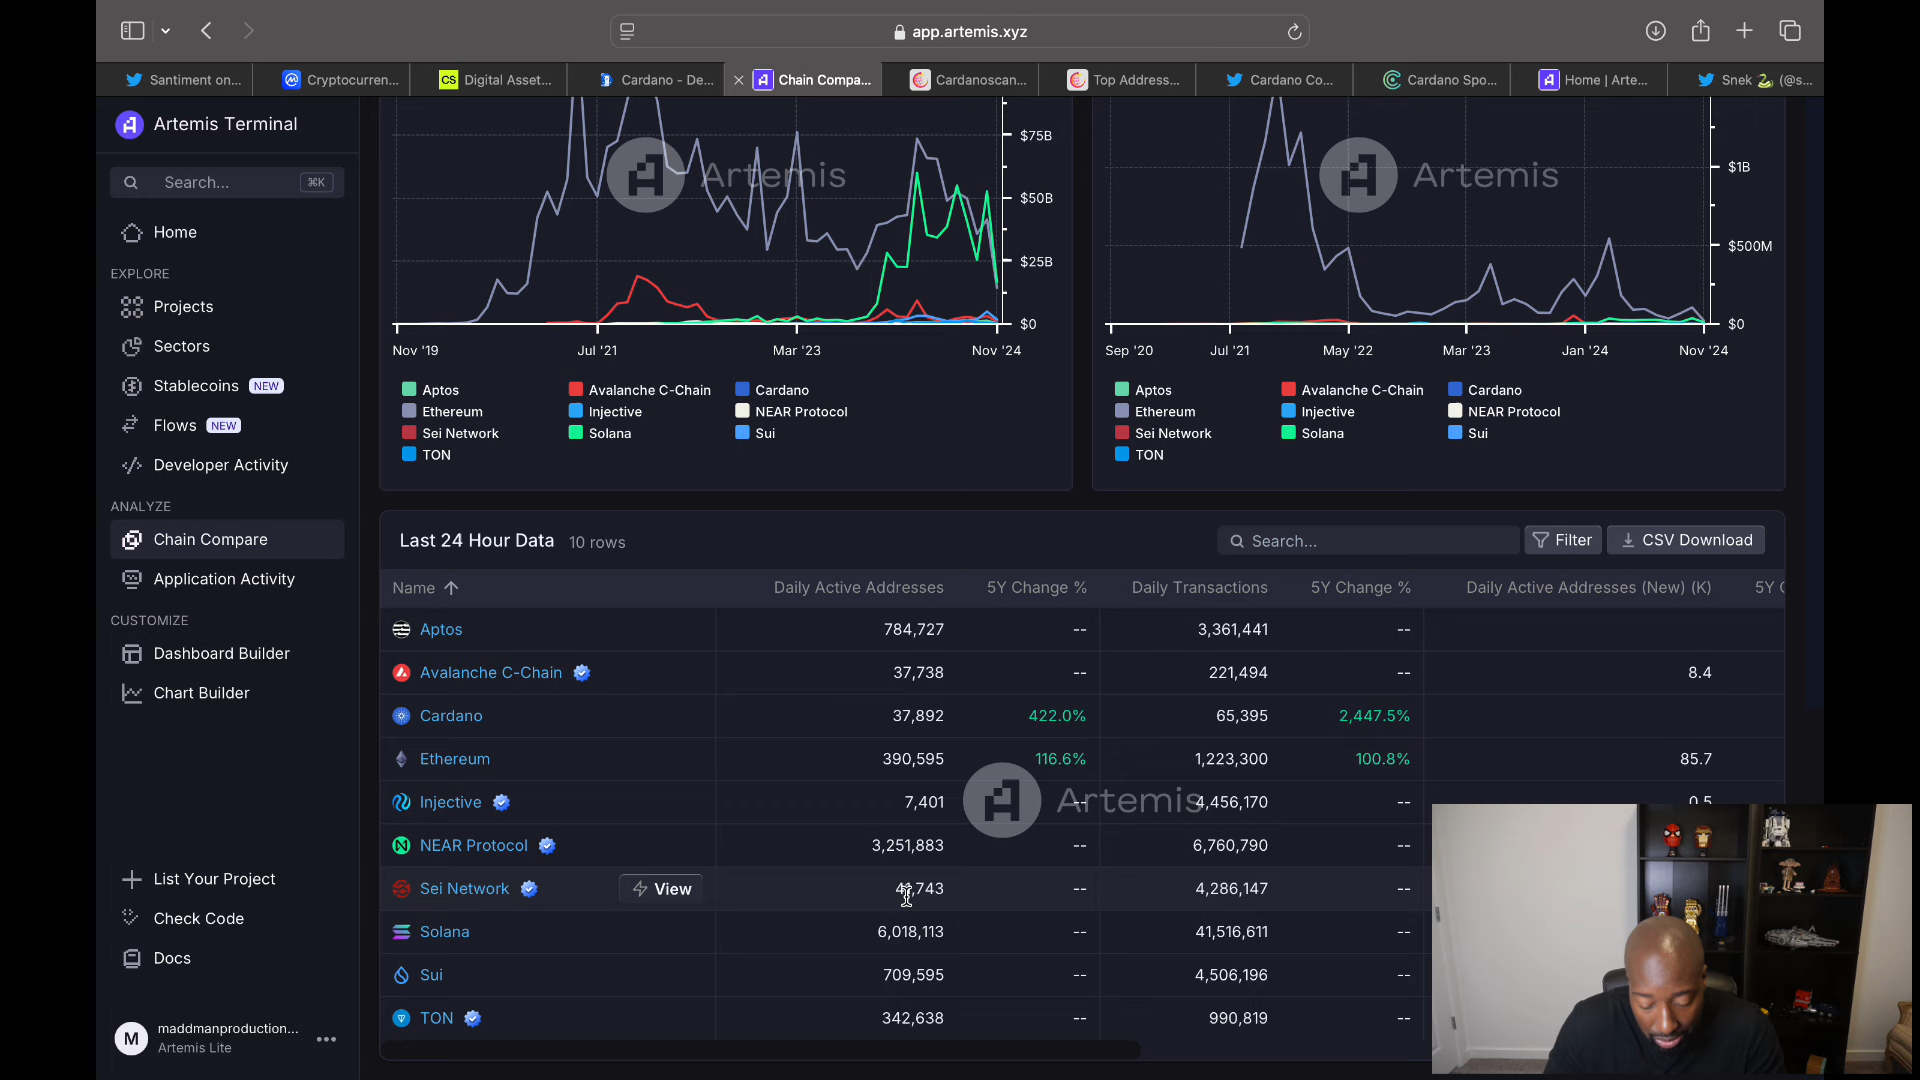 app.artemis.xyz
Santiment on...
Cryptocurren...
CS Digital Asset...
Cardano - De...
Chain Compa...
Cardanoscan...
Top Address...
Cardano Co...
Cardano Spo...
Home | Arte...
Snek 🐍 (@s...
Artemis Terminal
Search... ⌘K
Home
EXPLORE
Projects
Sectors
Stablecoins NEW
Flows NEW
Developer Activity
ANALYZE
Chain Compare
Application Activity
CUSTOMIZE
Dashboard Builder
Chart Builder
List Your Project
Check Code
Docs
M maddmanproduction...
Artemis Lite
Artemis
$75B
$50B
$25B
$0
Nov '19 Jul '21 Mar '23 Nov '24
Aptos Avalanche C-Chain Cardano
Ethereum Injective NEAR Protocol
Sei Network Solana Sui
TON
Artemis
$1B
$500M
$0
Sep '20 Jul '21 May '22 Mar '23 Jan '24 Nov '24
Aptos Avalanche C-Chain Cardano
Ethereum Injective NEAR Protocol
Sei Network Solana Sui
TON
Last 24 Hour Data 10 rows Search... Filter CSV Download
Name Daily Active Addresses 5Y Change % Daily Transactions 5Y Change % Daily Active Addresses (New) (K) 5Y
Aptos 784,727 -- 3,361,441 --
Avalanche C-Chain 37,738 -- 221,494 -- 8.4
Cardano 37,892 422.0% 65,395 2,447.5%
Ethereum 390,595 116.6% 1,223,300 100.8% 85.7
Injective 7,401 -- 4,456,170 -- 0.5
Artemis
NEAR Protocol 3,251,883 -- 6,760,790 --
Sei Network View -- 4,286,147 --
Solana 6,018,113 -- 41,516,611 --
Sui 709,595 -- 4,506,196 --
TON 342,638 -- 990,819 --